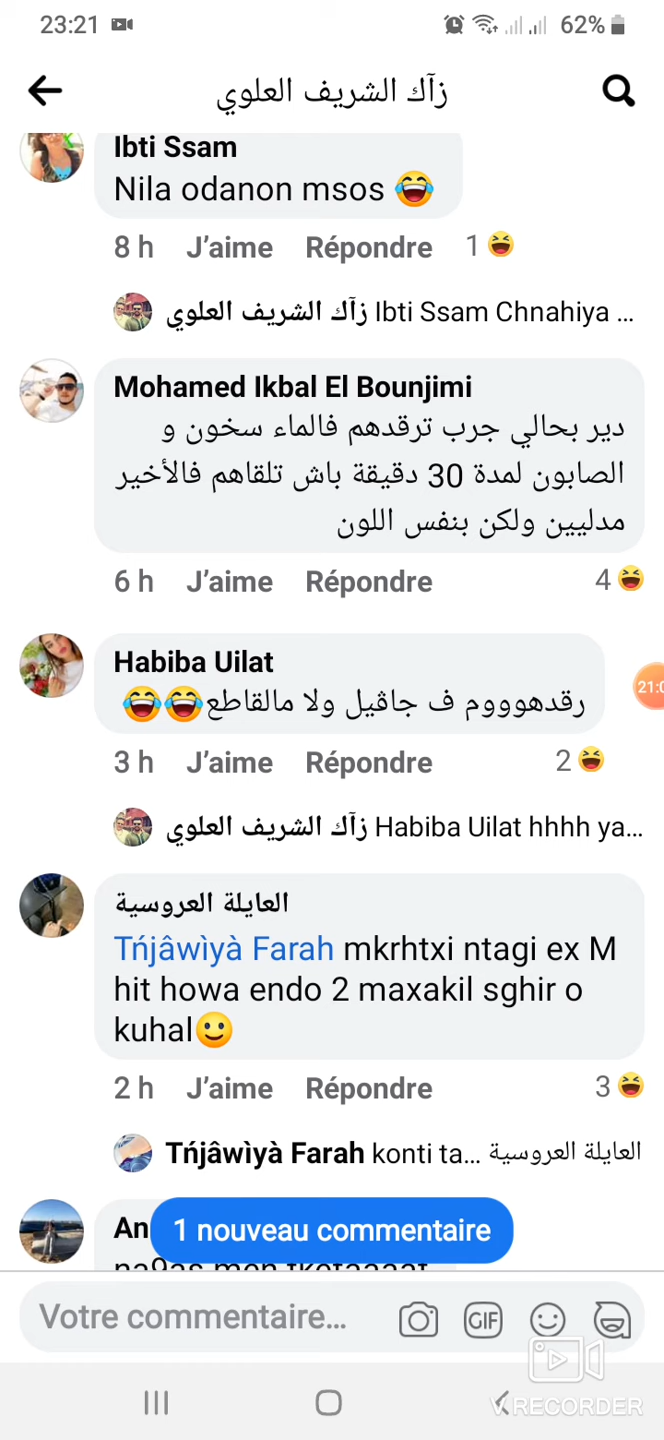 23:21
62%
زآك الشريف العلوي
Ibti Ssam
Nila odanon msos 😂
8 h J’aime Répondre 1 😆
زآك الشريف العلوي Ibti Ssam Chnahiya ...
Mohamed Ikbal El Bounjimi
دير بحالي جرب ترقدهم فالماء سخون و
الصابون لمدة 30 دقيقة باش تلقاهم فالأخير
مدليين ولكن بنفس اللون
6 h J’aime Répondre 4 😆
Habiba Uilat
رقدهوووم ف جاڤيل ولا مالقاطع😂😂
21:0
3 h J’aime Répondre 2 😆
زآك الشريف العلوي Habiba Uilat hhhh ya...
العايلة العروسية
Tńjâwìyà Farah mkrhtxi ntagi ex M
hit howa endo 2 maxakil sghir o
kuhal🙂
2 h J’aime Répondre 3 😆
Tńjâwìyà Farah konti ta... العايلة العروسية
An
1 nouveau commentaire
Votre commentaire...
GIF
V RECORDER